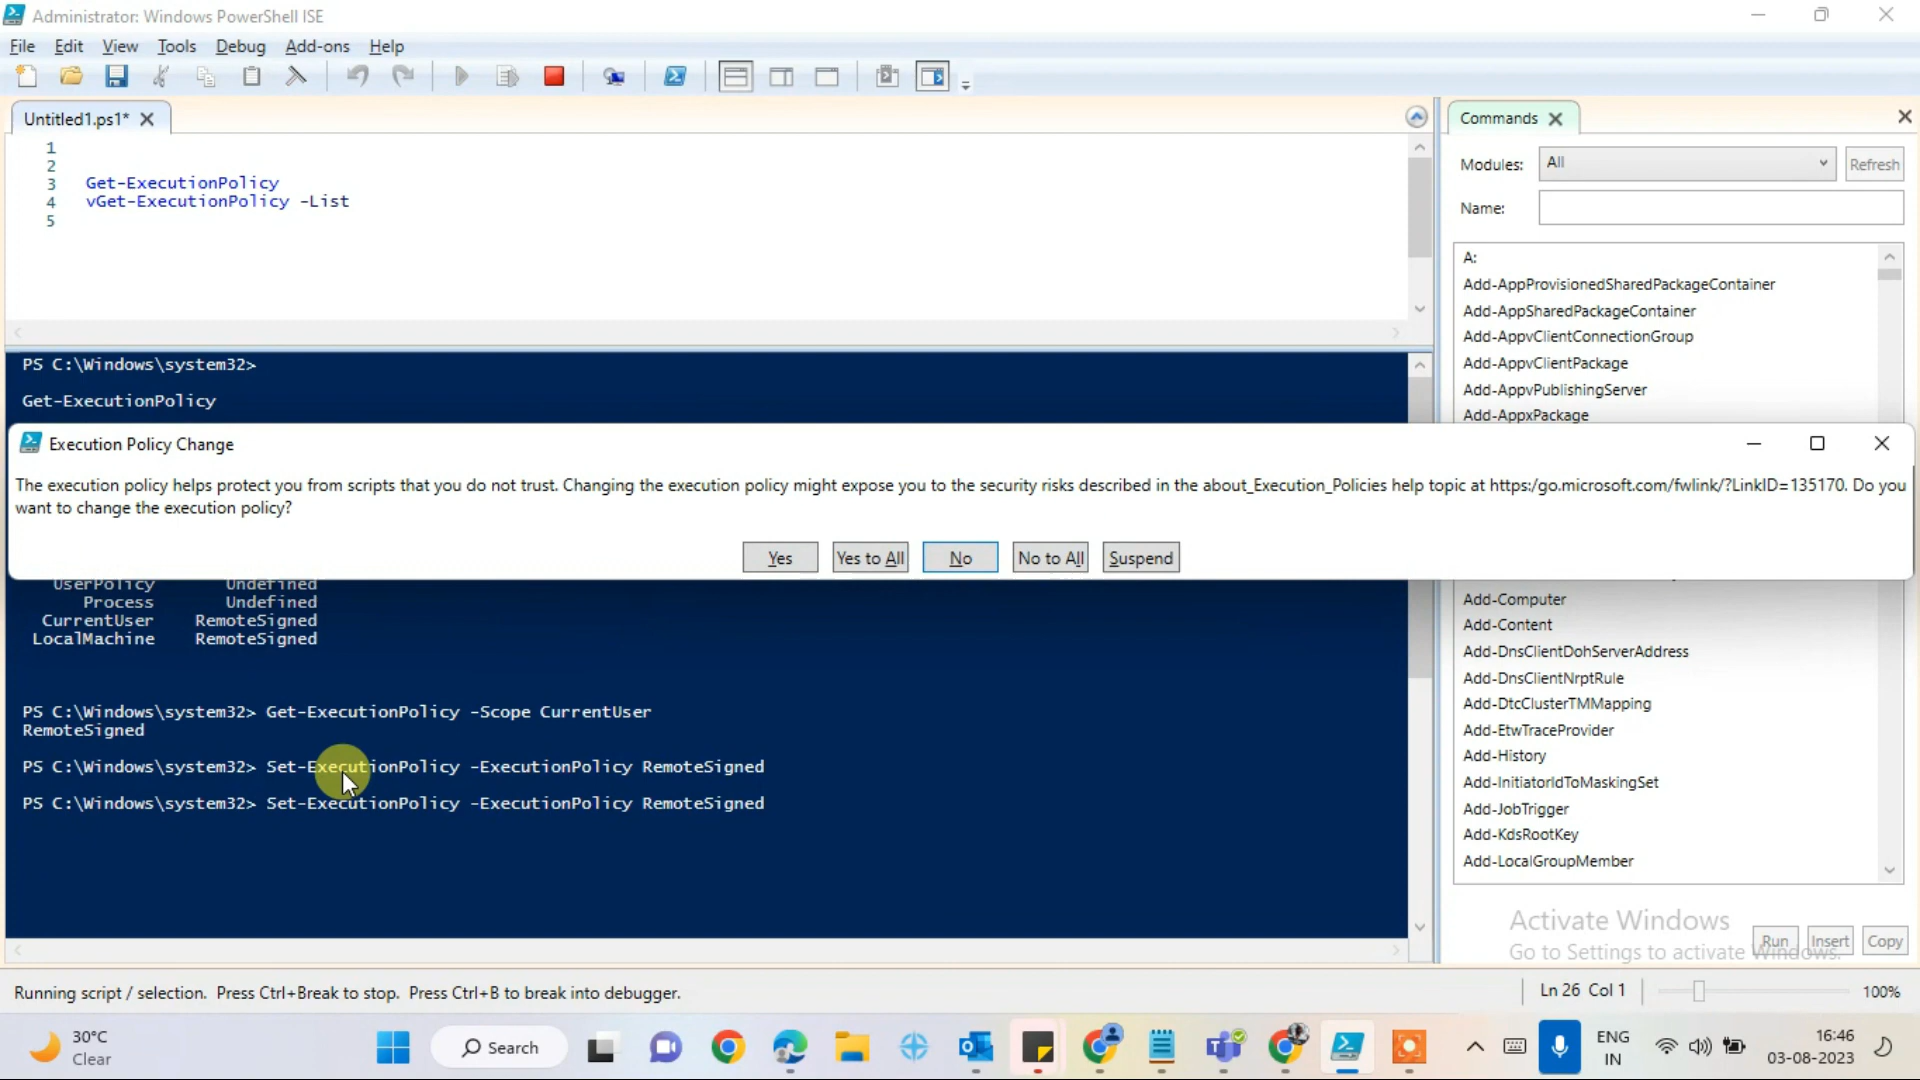 Administrator: Windows PowerShell ISE
File Edit View Tools Debug Add-ons Help
Untitled1.ps1*
1
2
3 Get-ExecutionPolicy
4 vGet-ExecutionPolicy -List
5
PS C:\Windows\system32>
Get-ExecutionPolicy
Execution Policy Change
The execution policy helps protect you from scripts that you do not trust. Changing the execution policy might expose you to the security risks described in the about_Execution_Policies help topic at https:/go.microsoft.com/fwlink/?LinkID=135170. Do you
want to change the execution policy?
Yes Yes to All No No to All Suspend
UserPolicy Undefined
Process Undefined
CurrentUser RemoteSigned
LocalMachine RemoteSigned
PS C:\Windows\system32> Get-ExecutionPolicy -Scope CurrentUser
RemoteSigned
PS C:\Windows\system32> Set-ExecutionPolicy -ExecutionPolicy RemoteSigned
PS C:\Windows\system32> Set-ExecutionPolicy -ExecutionPolicy RemoteSigned
Commands
Modules: All Refresh
Name:
A:
Add-AppProvisionedSharedPackageContainer
Add-AppSharedPackageContainer
Add-AppvClientConnectionGroup
Add-AppvClientPackage
Add-AppvPublishingServer
Add-AppxPackage
Add-Computer
Add-Content
Add-DnsClientDohServerAddress
Add-DnsClientNrptRule
Add-DtcClusterTMMapping
Add-EtwTraceProvider
Add-History
Add-InitiatorIdToMaskingSet
Add-JobTrigger
Add-KdsRootKey
Add-LocalGroupMember
Activate Windows
Go to Settings to activate Windows.
Run Insert Copy
Running script / selection. Press Ctrl+Break to stop. Press Ctrl+B to break into debugger.
Ln 26 Col 1
100%
30°C
Clear
Search
ENG
IN
16:46
03-08-2023